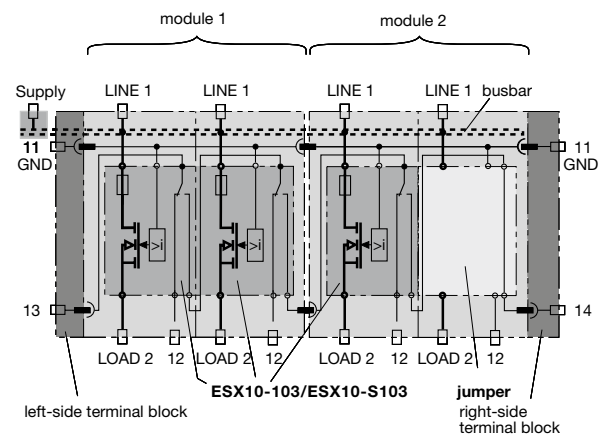 module 1
module 2
Supply
LINE 1
LINE 1
LINE 1
LINE 1
busbar
11
GND
11
GND
>i
>i
>i
13
14
LOAD 2
12
LOAD 2
12
LOAD 2
12
LOAD 2
12
ESX10-103/ESX10-S103
jumper
left-side terminal block
right-side
terminal block